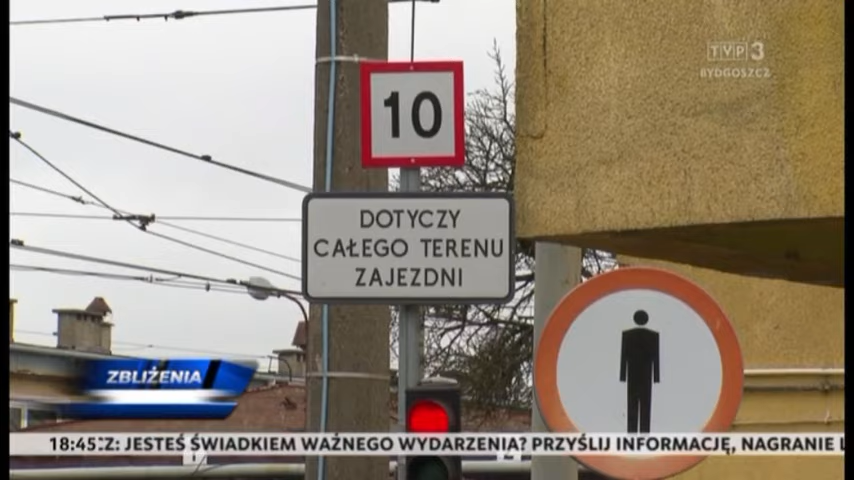 TVP3
BYDGOSZCZ
10
DOTYCZY
CAŁEGO TERENU
ZAJEZDNI
ZBLIŻENIA
18:45 Z: JESTEŚ ŚWIADKIEM WAŻNEGO WYDARZENIA? PRZYŚLIJ INFORMACJĘ, NAGRANIE L